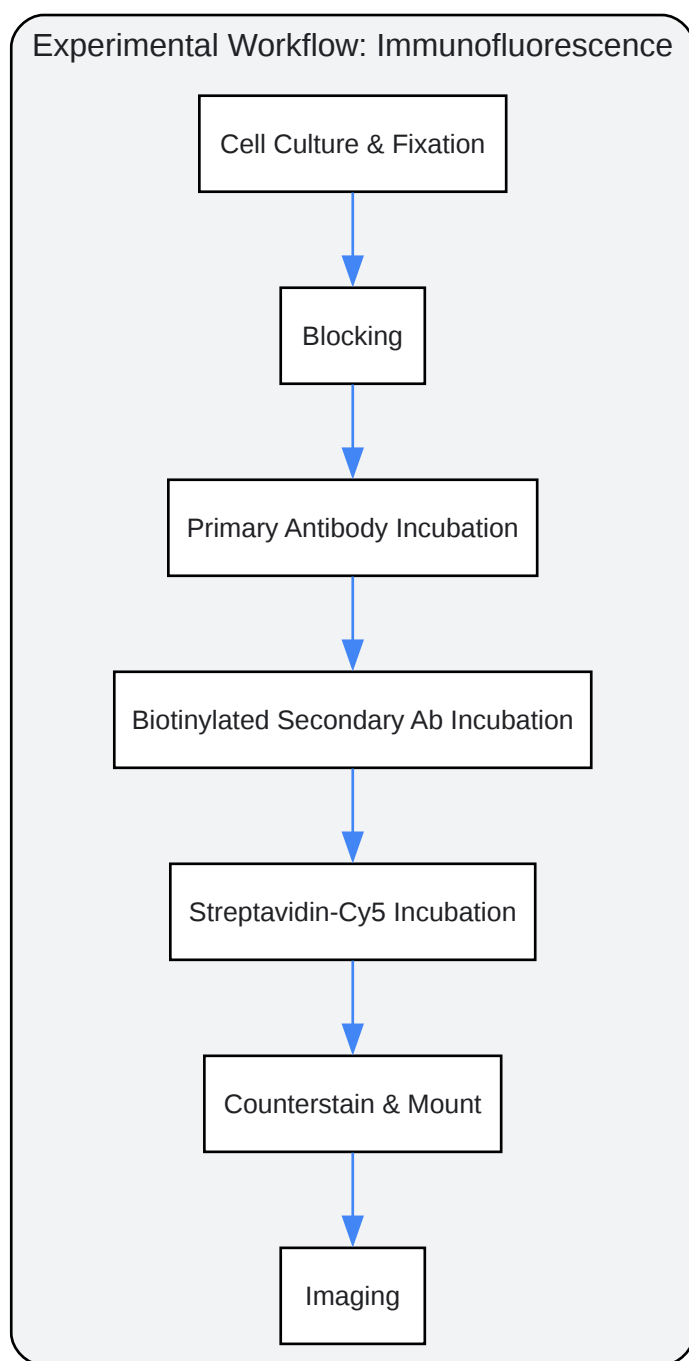 Experimental Workflow: Immunofluorescence
Cell Culture & Fixation
Blocking
Primary Antibody Incubation
Biotinylated Secondary Ab Incubation
Streptavidin-Cy5 Incubation
Counterstain & Mount
Imaging